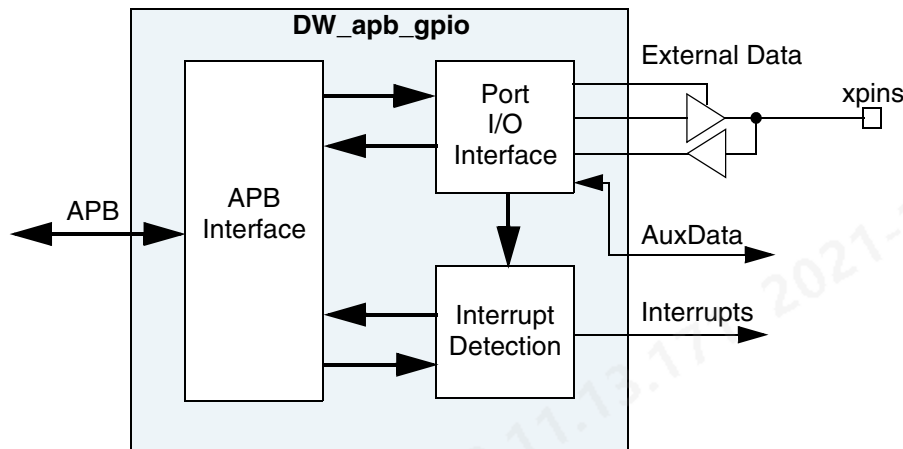 DW_apb_gpio
External Data
xpins
Port
I/O
Interface
APB
Interface
APB
AuxData
Interrupt
Detection
Interrupts